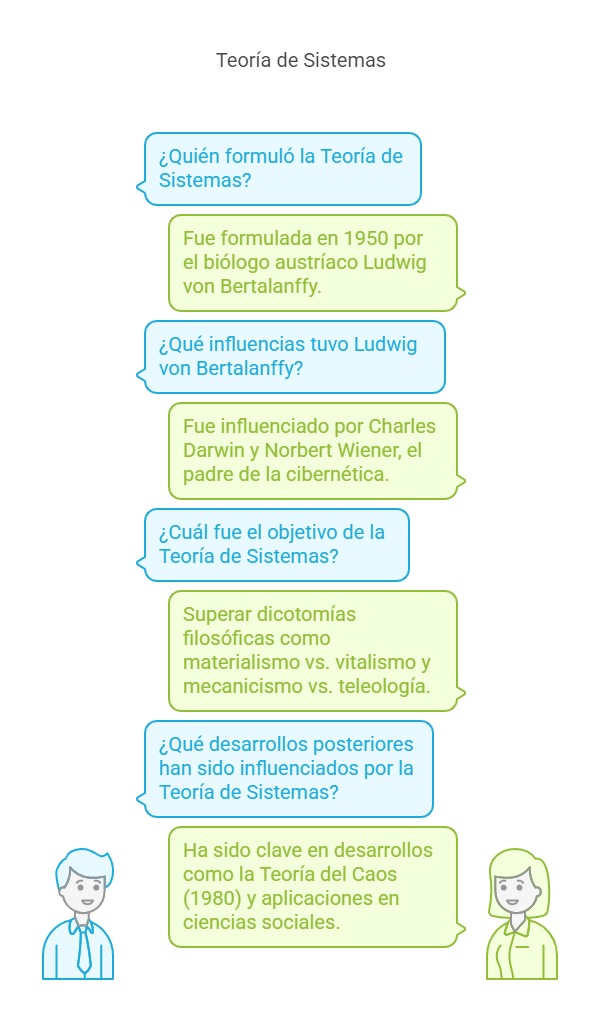 Teoría de Sistemas
¿Quién formuló la Teoría de
Sistemas?
Fue formulada en 1950 por
el biólogo austríaco Ludwig
von Bertalanffy.
¿Qué influencias tuvo Ludwig
von Bertalanffy?
Fue influenciado por Charles
Darwin y Norbert Wiener, el
padre de la cibernética.
¿Cuál fue el objetivo de la
Teoría de Sistemas?
Superar dicotomías
filosóficas como
materialismo vs. vitalismo y
mecanicismo vs. teleología.
¿Qué desarrollos posteriores
han sido influenciados por la
Teoría de Sistemas?
Ha sido clave en desarrollos
como la Teoría del Caos
(1980) y aplicaciones en
ciencias sociales.